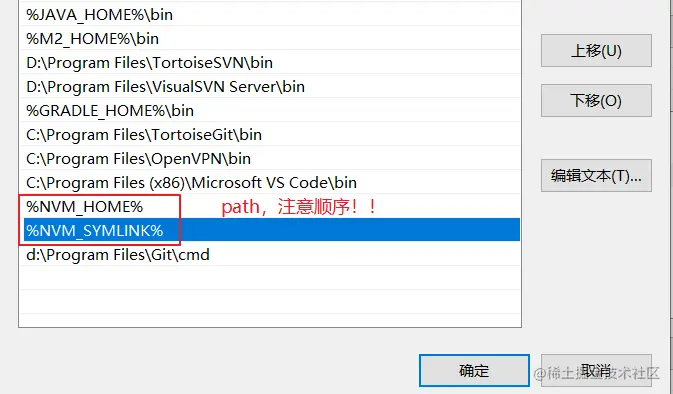 %JAVA_HOME%\bin
%M2_HOME%\bin
D:\Program Files\TortoiseSVN\bin
D:\Program Files\VisualSVN Server\bin
%GRADLE_HOME%\bin
C:\Program Files\TortoiseGit\bin
C:\Program Files\OpenVPN\bin
C:\Program Files (x86)\Microsoft VS Code\bin
%NVM_HOME%
path，注意顺序！！
%NVM_SYMLINK%
d:\Program Files\Git\cmd
上移(U)
下移(O)
编辑文本(T)...
确定
取消
@稀土掘金技术社区